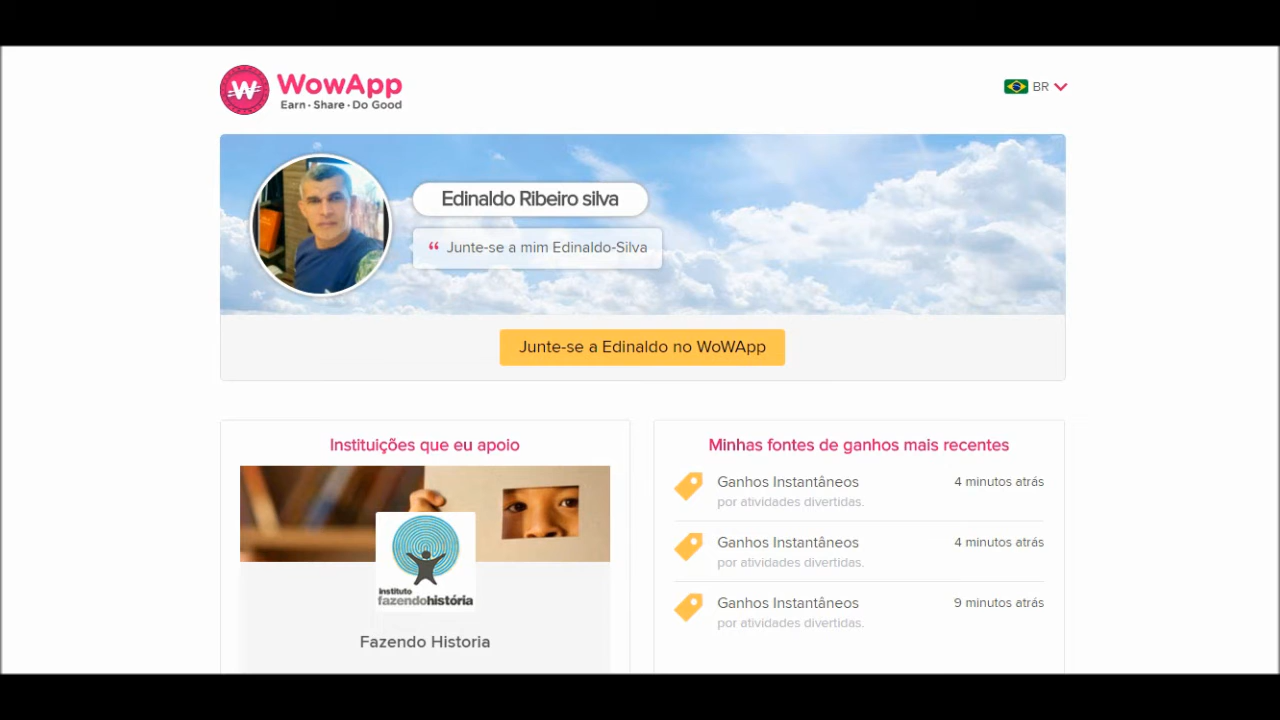 W
WowApp
Earn · Share · Do Good
BR
Edinaldo Ribeiro silva
“ Junte-se a mim Edinaldo-Silva
Junte-se a Edinaldo no WoWApp
Instituições que eu apoio
instituto
fazendohistória
Fazendo Historia
Minhas fontes de ganhos mais recentes
Ganhos Instantâneos 4 minutos atrás
por atividades divertidas.
Ganhos Instantâneos 4 minutos atrás
por atividades divertidas.
Ganhos Instantâneos 9 minutos atrás
por atividades divertidas.